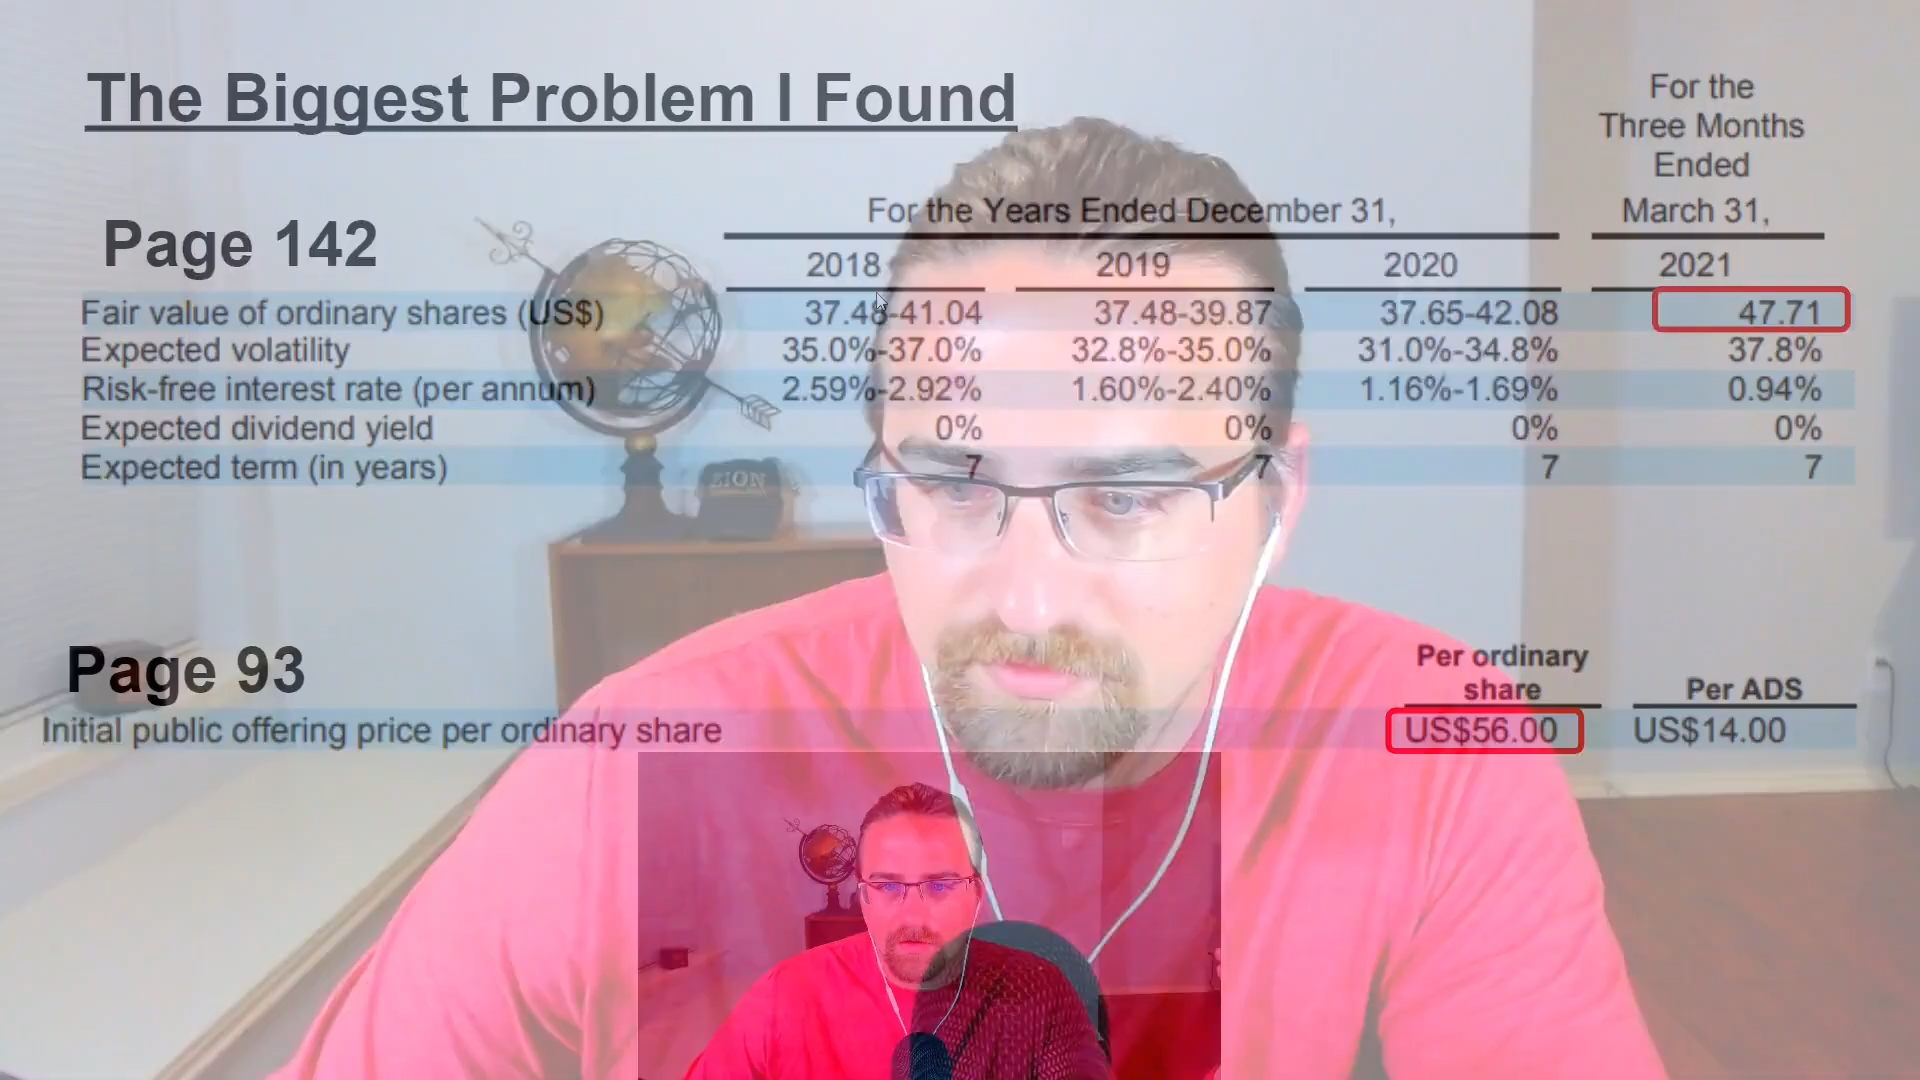 The Biggest Problem I Found
For the
Three Months
Ended
For the Years Ended December 31,
March 31,
Page 142
2018 2019 2020 2021
Fair value of ordinary shares (US$) 37.48-41.04 37.48-39.87 37.65-42.08 47.71
Expected volatility 35.0%-37.0% 32.8%-35.0% 31.0%-34.8% 37.8%
Risk-free interest rate (per annum) 2.59%-2.92% 1.60%-2.40% 1.16%-1.69% 0.94%
Expected dividend yield 0% 0% 0% 0%
Expected term (in years) 7 7 7 7
ZION
Page 93
Per ordinary
share Per ADS
Initial public offering price per ordinary share US$56.00 US$14.00